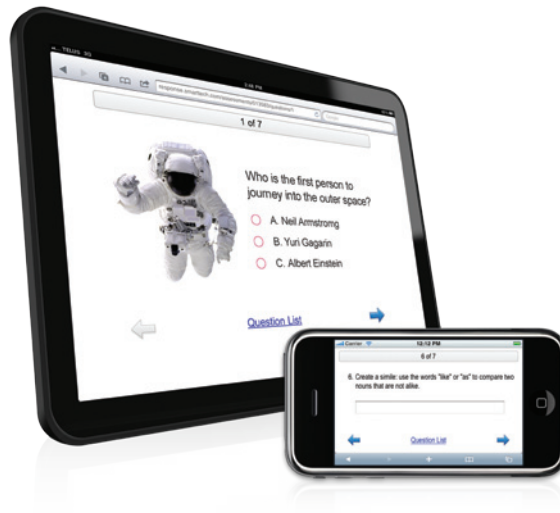 TELUS 3G
1 of 7
Who is the first person to
journey into the outer space?
A. Neil Armstromg
B. Yuri Gagarin
C. Albert Einstein
Question List
Carrier 12:12 PM
6 of 7
6. Create a simile: use the words "like" or "as" to compare two
nouns that are not alike.
Question List